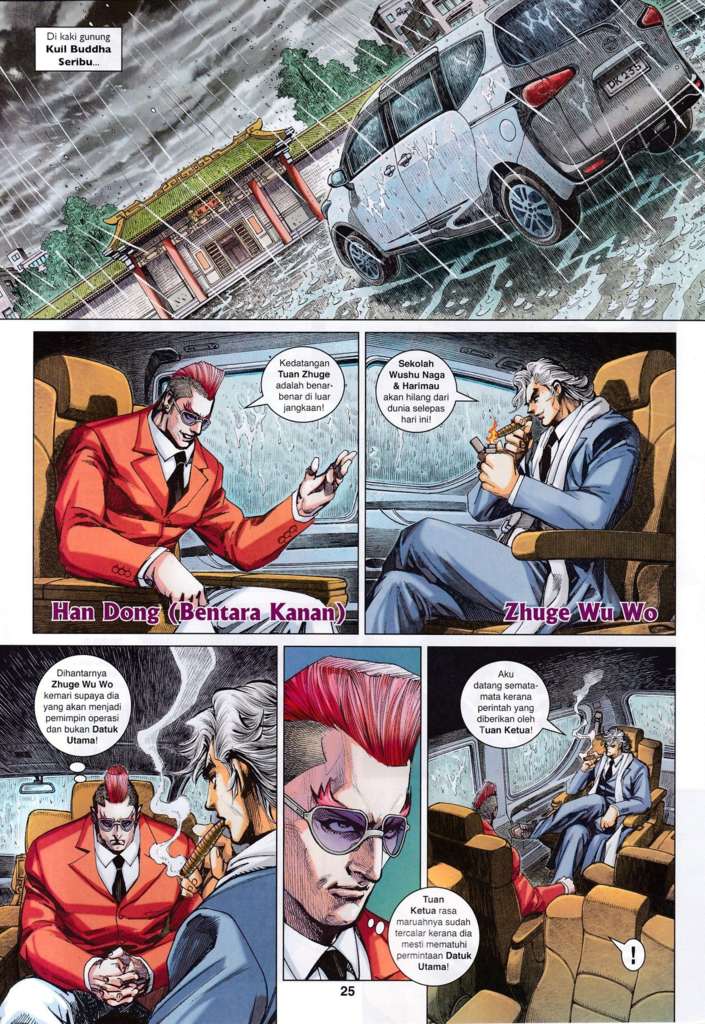 Di kaki gunung
Kuil Buddha
Seribu...
DK 255
Kedatangan
Tuan Zhuge
adalah benar-
benar di luar
jangkaan!
Sekolah
Wushu Naga
& Harimau
akan hilang dari
dunia selepas
hari ini!
Han Dong (Bentara Kanan)
Zhuge Wu Wo
Dihantarnya
Zhuge Wu Wo
kemari supaya dia
yang akan menjadi
pemimpin operasi
dan bukan Datuk
Utama!
Aku
datang semata-
mata kerana
perintah yang
diberikan oleh
Tuan Ketua!
Tuan
Ketua rasa
maruahnya sudah
tercalar kerana dia
mesti mematuhi
permintaan Datuk
Utama!
!
25